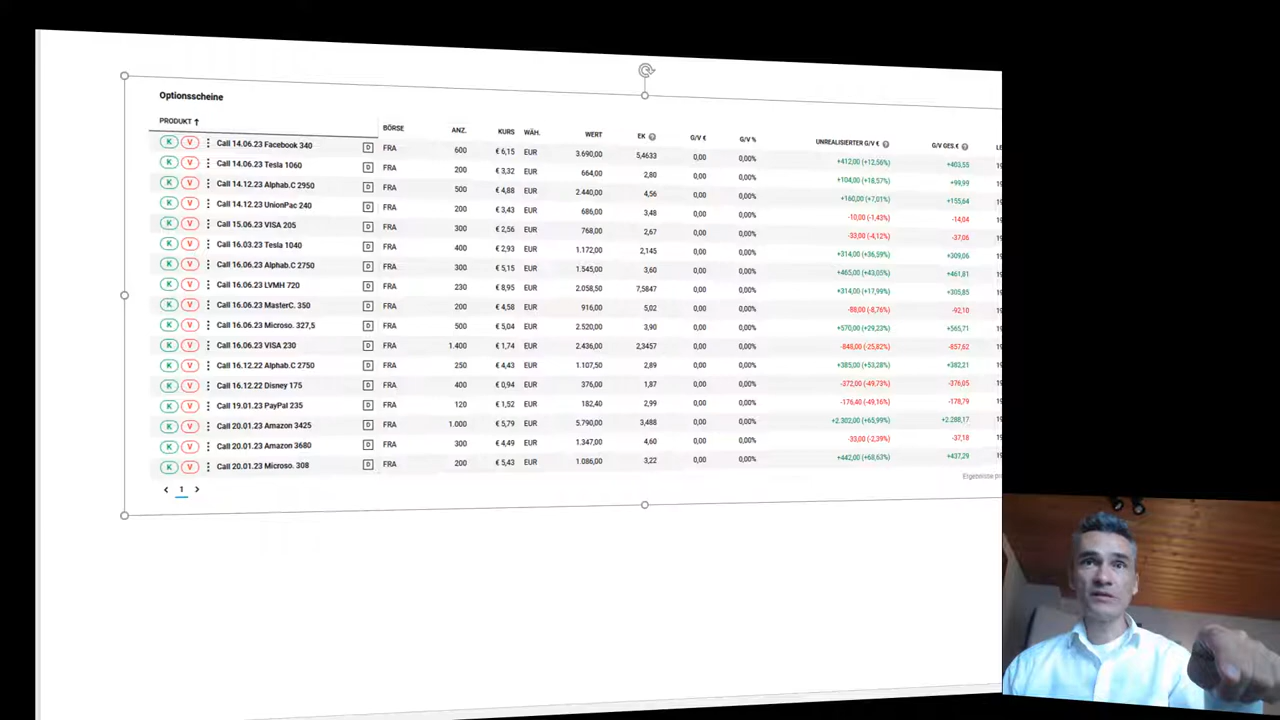 Optionsscheine
PRODUKT ↑ BÖRSE ANZ. KURS WÄH. WERT EK ? G/V € G/V % UNREALISIERTER G/V € ? G/V GES.€ ?
K V Call 14.06.23 Facebook 340 D FRA 600 € 6,15 EUR 3.690,00 5,4633 0,00 0,00% +412,00 (+12,56%) +403,55
K V Call 14.06.23 Tesla 1060 D FRA 200 € 3,32 EUR 664,00 2,80 0,00 0,00% +104,00 (+18,57%) +99,99
K V Call 14.12.23 Alphab.C 2950 D FRA 500 € 4,88 EUR 2.440,00 4,56 0,00 0,00% +160,00 (+7,01%) +155,64
K V Call 14.12.23 UnionPac 240 D FRA 200 € 3,43 EUR 686,00 3,48 0,00 0,00% -10,00 (-1,43%) -14,04
K V Call 15.06.23 VISA 205 D FRA 300 € 2,56 EUR 768,00 2,67 0,00 0,00% -33,00 (-4,12%) -37,06
K V Call 16.03.23 Tesla 1040 D FRA 400 € 2,93 EUR 1.172,00 2,145 0,00 0,00% +314,00 (+36,59%) +309,06
K V Call 16.06.23 Alphab.C 2750 D FRA 300 € 5,15 EUR 1.545,00 3,60 0,00 0,00% +465,00 (+43,05%) +461,81
K V Call 16.06.23 LVMH 720 D FRA 230 € 8,95 EUR 2.058,50 7,5847 0,00 0,00% +314,00 (+17,99%) +305,85
K V Call 16.06.23 MasterC. 350 D FRA 200 € 4,58 EUR 916,00 5,02 0,00 0,00% -88,00 (-8,76%) -92,10
K V Call 16.06.23 Microso. 327,5 D FRA 500 € 5,04 EUR 2.520,00 3,90 0,00 0,00% +570,00 (+29,23%) +565,71
K V Call 16.06.23 VISA 230 D FRA 1.400 € 1,74 EUR 2.436,00 2,3457 0,00 0,00% -848,00 (-25,82%) -857,62
K V Call 16.12.22 Alphab.C 2750 D FRA 250 € 4,43 EUR 1.107,50 2,89 0,00 0,00% +385,00 (+53,28%) +382,21
K V Call 16.12.22 Disney 175 D FRA 400 € 0,94 EUR 376,00 1,87 0,00 0,00% -372,00 (-49,73%) -376,05
K V Call 19.01.23 PayPal 235 D FRA 120 € 1,52 EUR 182,40 2,99 0,00 0,00% -176,40 (-49,16%) -178,79
K V Call 20.01.23 Amazon 3425 D FRA 1.000 € 5,79 EUR 5.790,00 3,488 0,00 0,00% +2.302,00 (+65,99%) +2.288,17
K V Call 20.01.23 Amazon 3680 D FRA 300 € 4,49 EUR 1.347,00 4,60 0,00 0,00% -33,00 (-2,39%) -37,18
K V Call 20.01.23 Microso. 308 D FRA 200 € 5,43 EUR 1.086,00 3,22 0,00 0,00% +442,00 (+68,63%) +437,29
Ergebnisse
< 1 >